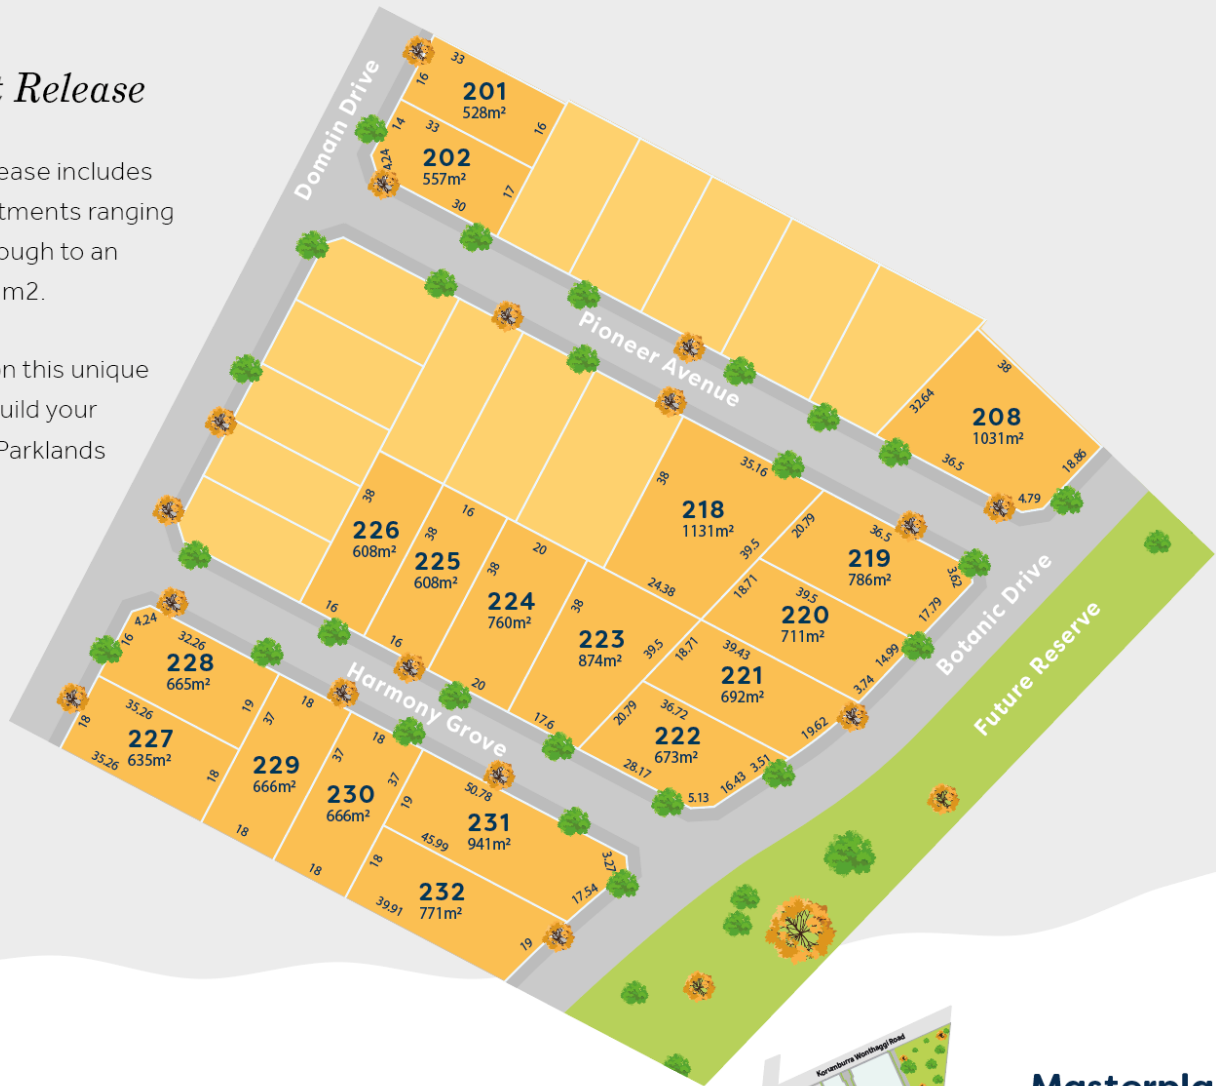 t Release
ease includes
tments ranging
ough to an
m2.
on this unique
uild your
Parklands
Domain Drive
33
16
201
528m²
16
14
33
4.24
202
557m²
17
30
Pioneer Avenue
38
32.64
208
1031m²
36.5
18.86
4.79
35.16
38
218
1131m²
39.5
24.38
20.79
36.5
219
786m²
3.62
17.79
18.71
39.5
220
711m²
14.99
3.74
38
226
608m²
16
16
38
225
608m²
16
20
38
224
760m²
20
38
223
874m²
39.5
17.6
18.71
39.43
221
692m²
19.62
20.79
36.72
222
673m²
28.17
5.13
16.43
3.51
Botanic Drive
Future Reserve
Harmony Grove
4.24
16
32.26
228
665m²
19
35.26
18
227
635m²
18
35.26
18
37
229
666m²
18
18
37
230
666m²
18
37
19
50.78
231
941m²
3.27
45.99
17.54
18
232
771m²
39.91
19
Korumburra Wonthaggi Road
Masterpla